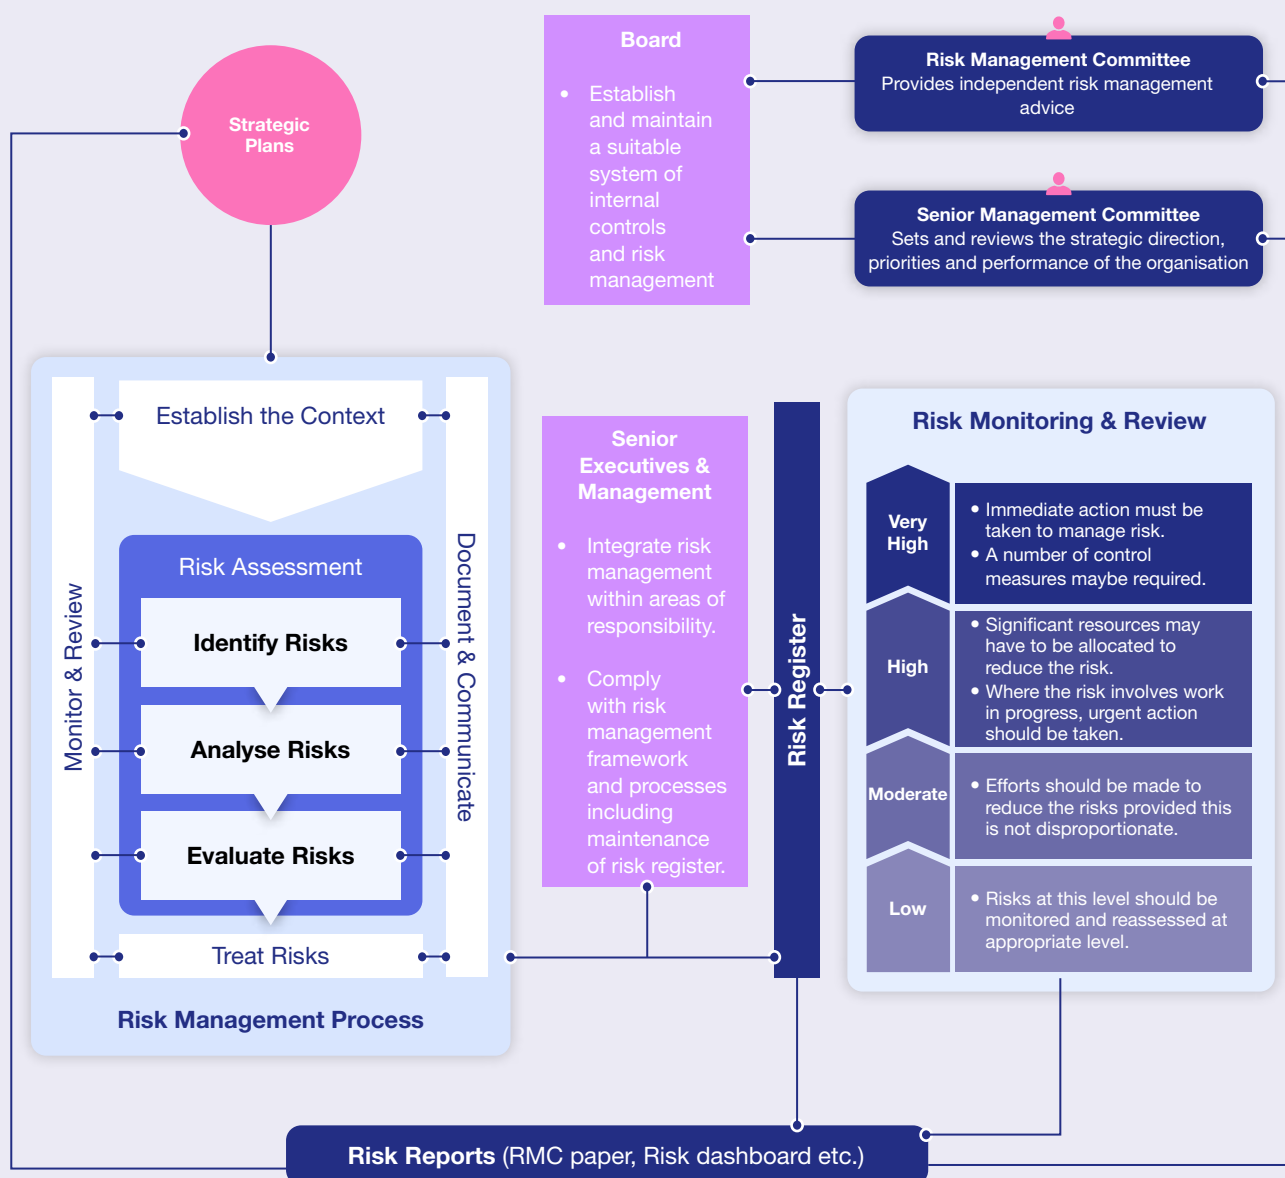 Strategic
Plans
Board
• Establish
and maintain
a suitable
system of
internal
controls
and risk
management
Risk Management Committee
Provides independent risk management
advice
Senior Management Committee
Sets and reviews the strategic direction,
priorities and performance of the organisation
Monitor & Review
Establish the Context
Risk Assessment
Identify Risks
Analyse Risks
Evaluate Risks
Treat Risks
Document & Communicate
Risk Management Process
Senior
Executives &
Management
• Integrate risk
management
within areas of
responsibility.
• Comply
with risk
management
framework
and processes
including
maintenance
of risk register.
Risk Register
Risk Monitoring & Review
Very
High
• Immediate action must be
taken to manage risk.
• A number of control
measures maybe required.
High
• Significant resources may
have to be allocated to
reduce the risk.
• Where the risk involves work
in progress, urgent action
should be taken.
Moderate
• Efforts should be made to
reduce the risks provided this
is not disproportionate.
Low
• Risks at this level should be
monitored and reassessed at
appropriate level.
Risk Reports (RMC paper, Risk dashboard etc.)